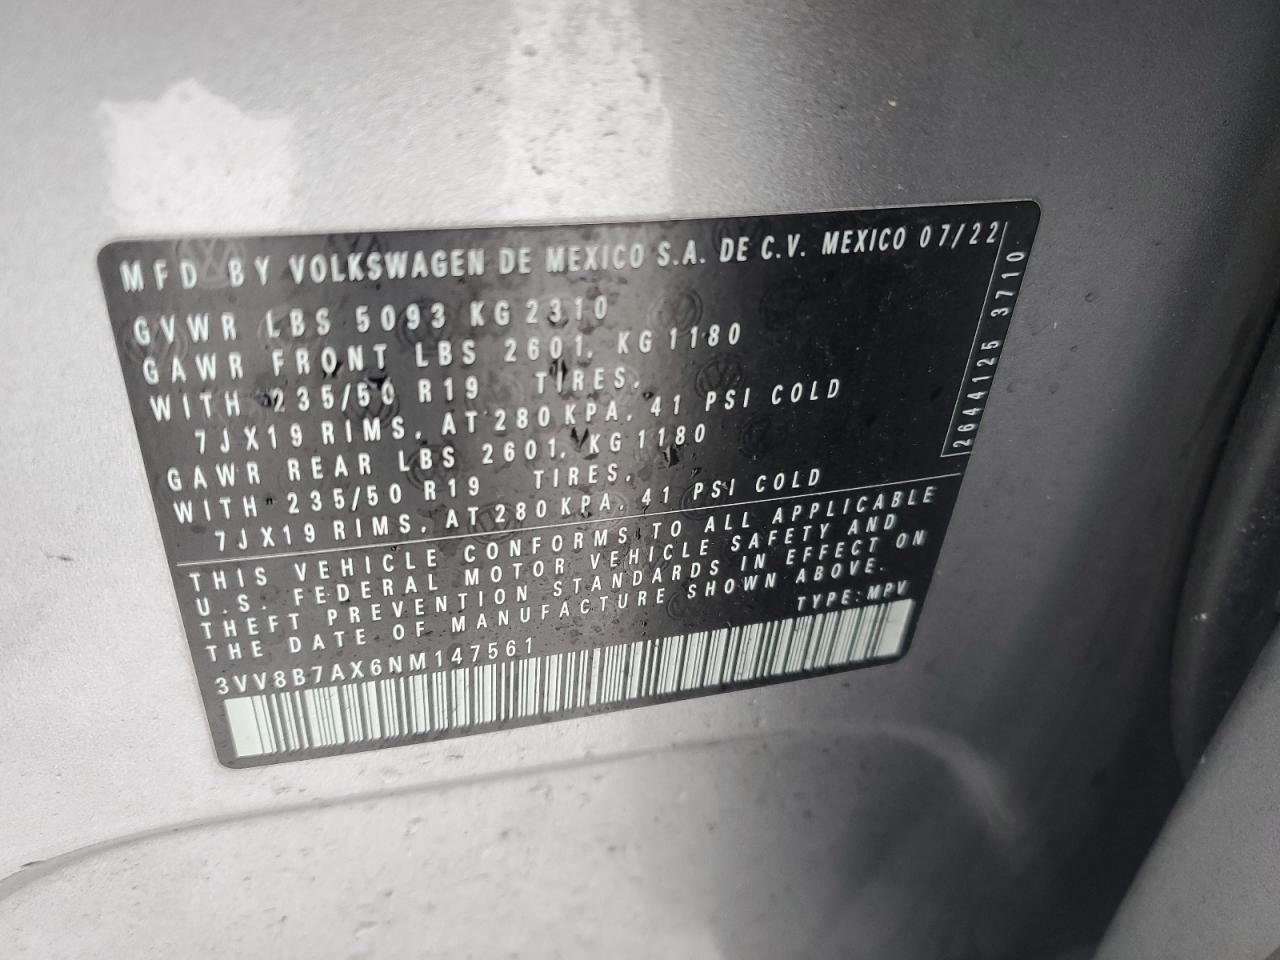 MFD BY VOLKSWAGEN DE MEXICO S.A. DE C.V. MEXICO 07/22
GVWR LBS 5093 KG 2310
GAWR FRONT LBS 2601, KG 1180
WITH 235/50 R19 TIRES,
7JX19 RIMS, AT 280 KPA, 41 PSI COLD
GAWR REAR LBS 2601, KG 1180
WITH 235/50 R19 TIRES,
7JX19 RIMS, AT 280 KPA, 41 PSI COLD
2644125 3710
THIS VEHICLE CONFORMS TO ALL APPLICABLE
U.S. FEDERAL MOTOR VEHICLE SAFETY AND
THEFT PREVENTION STANDARDS IN EFFECT ON
THE DATE OF MANUFACTURE SHOWN ABOVE.
TYPE: MPV
3VV8B7AX6NM147561